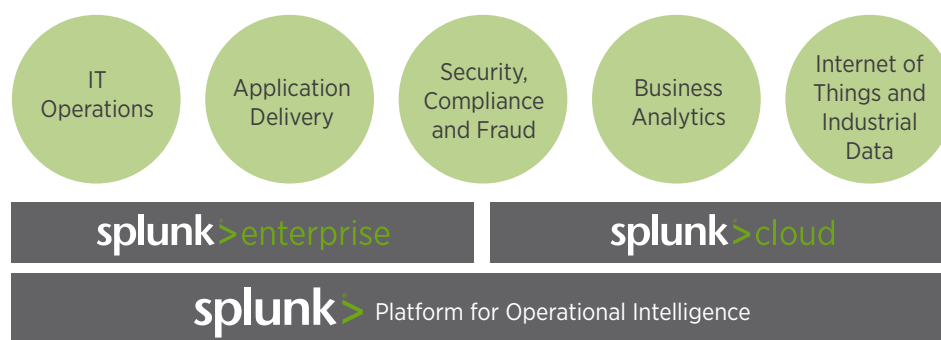 IT
Operations
Application
Delivery
Security,
Compliance
and Fraud
Business
Analytics
Internet of
Things and
Industrial
Data
splunk>enterprise
splunk>cloud
splunk> Platform for Operational Intelligence